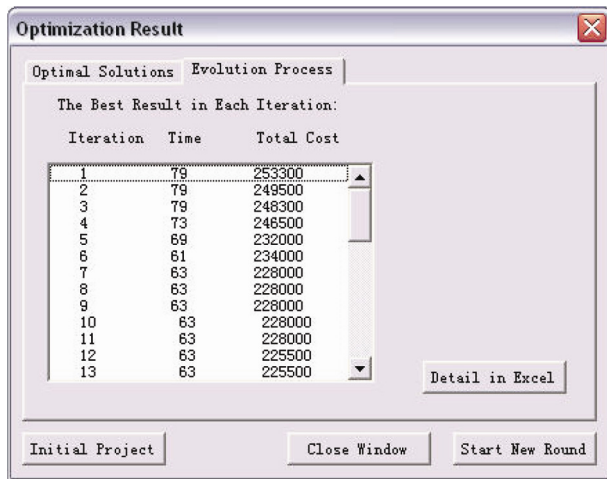 Optimization Result
Optimal Solutions Evolution Process
The Best Result in Each Iteration:
Iteration Time Total Cost
1 79 253300
2 79 249500
3 79 248300
4 73 246500
5 69 232000
6 61 234000
7 63 228000
8 63 228000
9 63 228000
10 63 228000
11 63 228000
12 63 225500
13 63 225500
Detail in Excel
Initial Project Close Window Start New Round